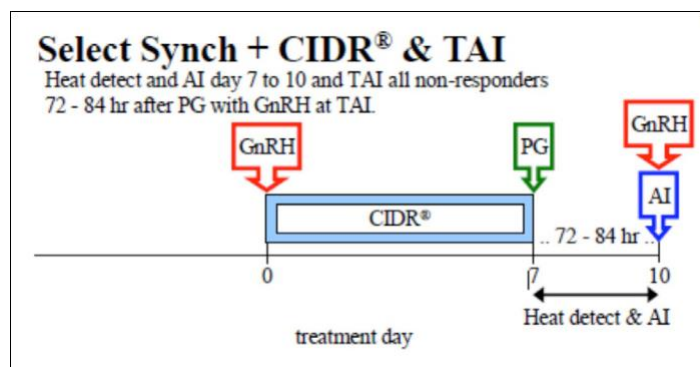 Select Synch + CIDR® & TAI
Heat detect and AI day 7 to 10 and TAI all non-responders
72 - 84 hr after PG with GnRH at TAI.
GnRH
PG
GnRH
AI
CIDR®
.. 72 - 84 hr ..
0
7
10
Heat detect & AI
treatment day